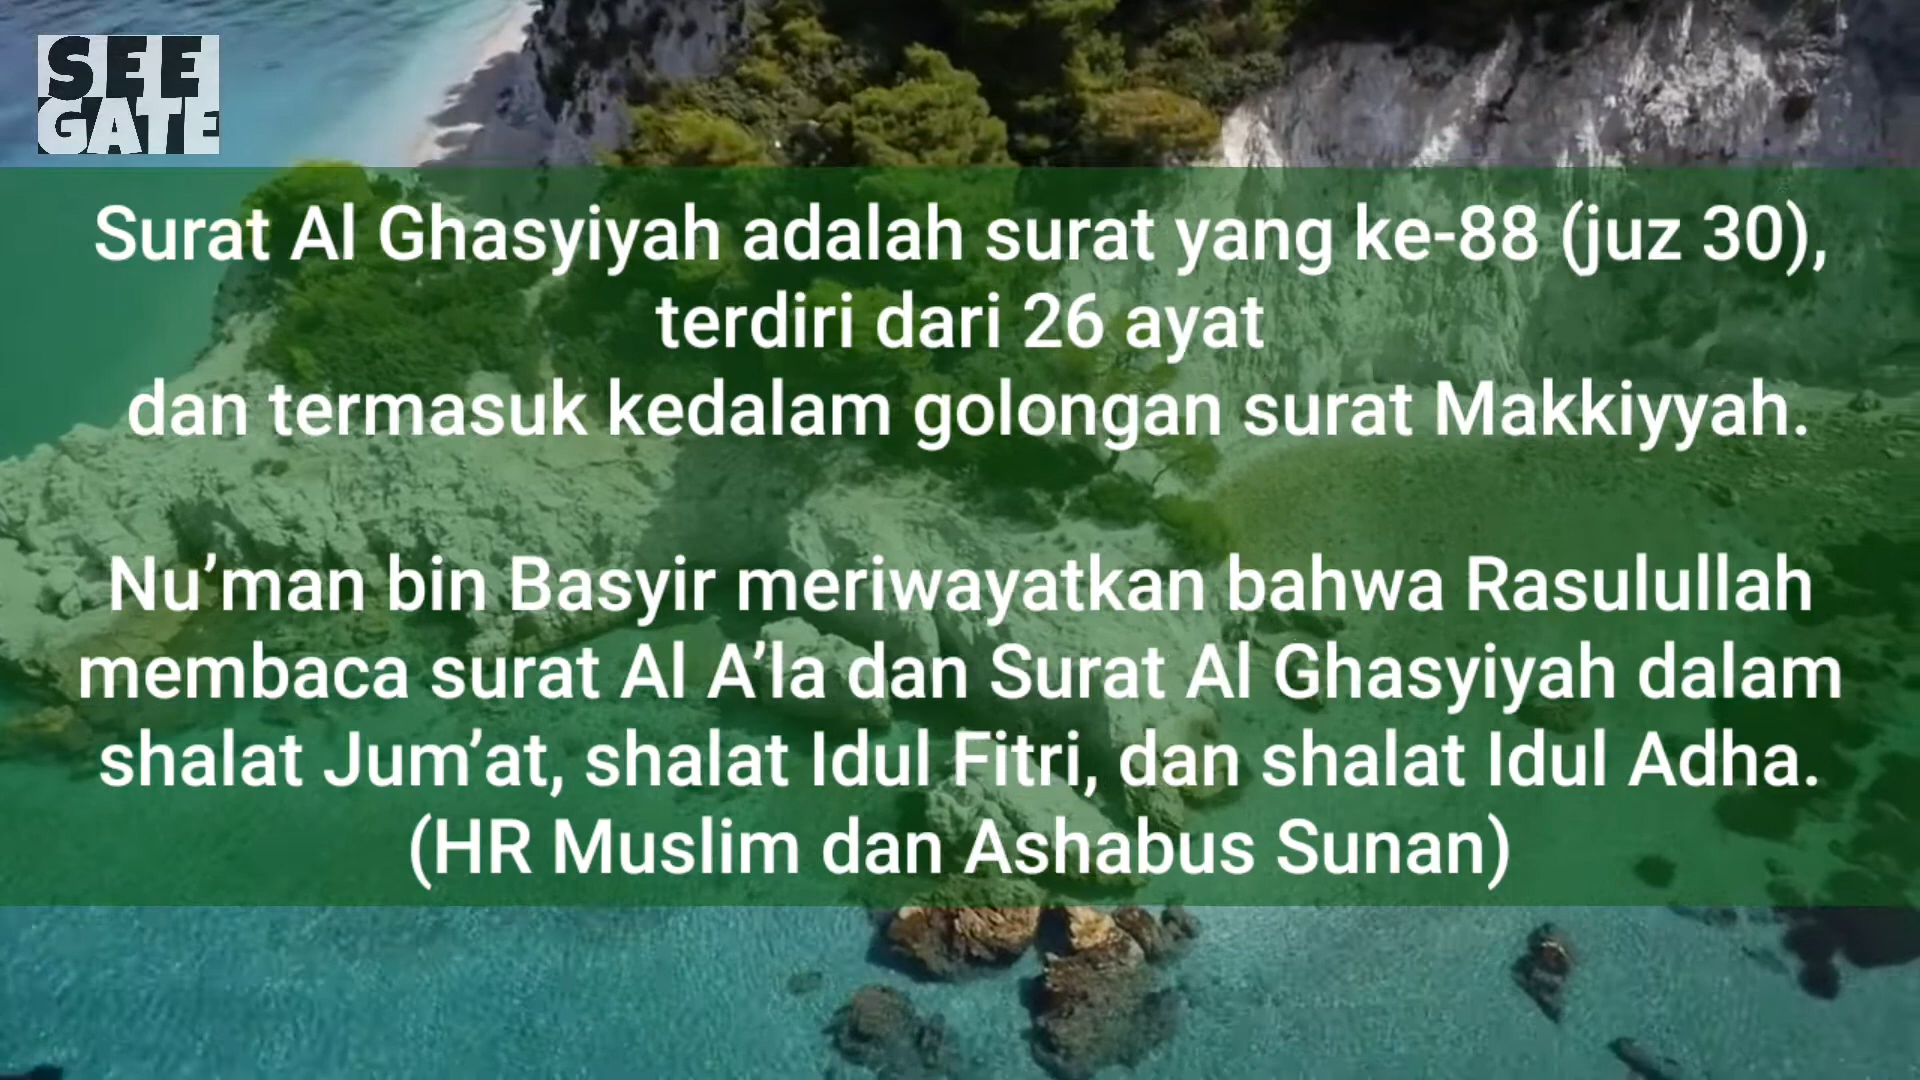 SEE
GATE
Surat Al Ghasyiyah adalah surat yang ke-88 (juz 30),
terdiri dari 26 ayat
dan termasuk kedalam golongan surat Makkiyyah.
Nu’man bin Basyir meriwayatkan bahwa Rasulullah
membaca surat Al A’la dan Surat Al Ghasyiyah dalam
shalat Jum’at, shalat Idul Fitri, dan shalat Idul Adha.
(HR Muslim dan Ashabus Sunan)